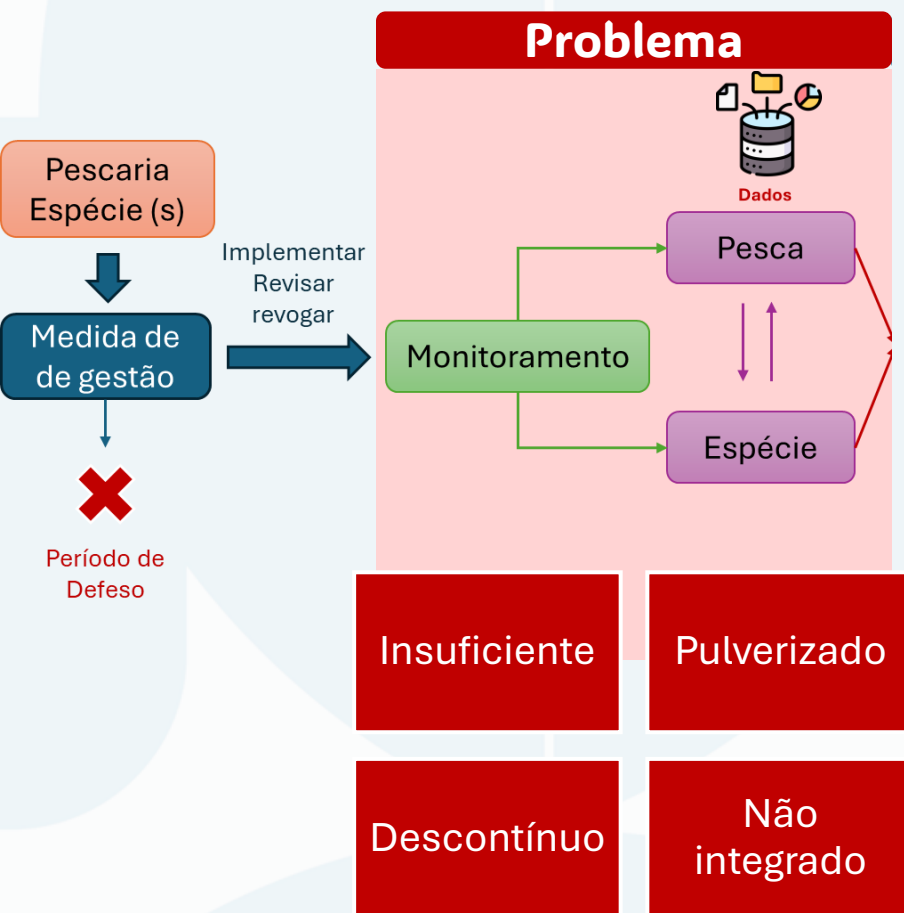 Problema
Pescaria
Espécie (s)
Dados
Pesca
Implementar
Revisar
revogar
Medida de
de gestão
Monitoramento
Espécie
Período de
Defeso
Insuficiente
Pulverizado
Descontínuo
Não
integrado